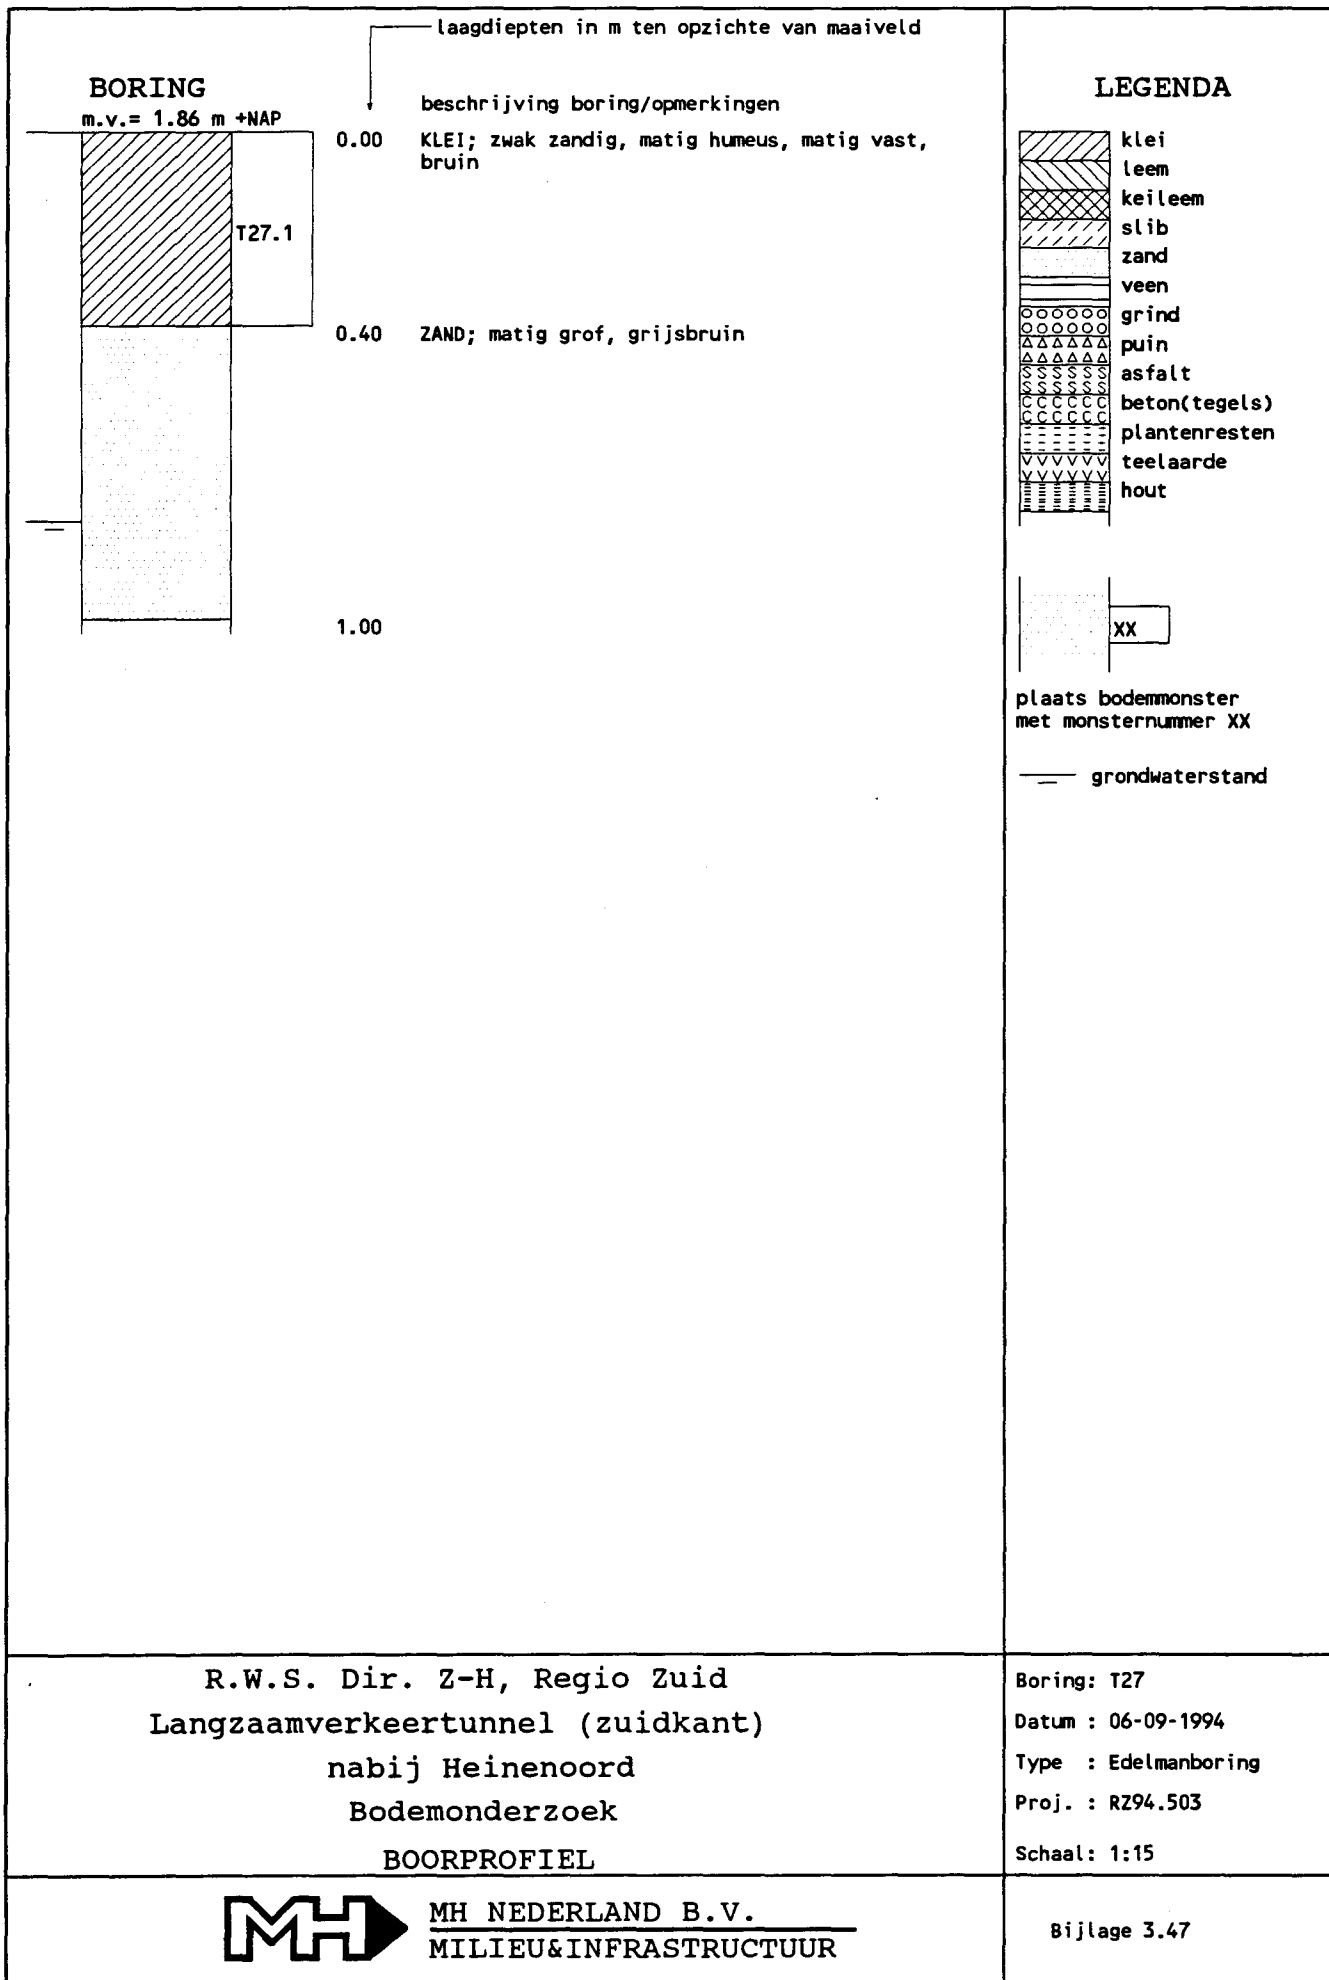 laagdiepten in m ten opzichte van maaiveld
BORING
m.v.= 1.86 m +NAP
beschrijving boring/opmerkingen
0.00 KLEI; zwak zandig, matig humeus, matig vast,
bruin
T27.1
0.40 ZAND; matig grof, grijsbruin
1.00
LEGENDA
klei
leem
keileem
slib
zand
veen
grind
puin
asfalt
beton(tegels)
plantenresten
teelaarde
hout
XX
plaats bodemmonster
met monsternummer XX
grondwaterstand
R.W.S. Dir. Z-H, Regio Zuid
Langzaamverkeertunnel (zuidkant)
nabij Heinenoord
Bodemonderzoek
BOORPROFIEL
Boring: T27
Datum : 06-09-1994
Type : Edelmanboring
Proj. : RZ94.503
Schaal: 1:15
MH
MH NEDERLAND B.V.
MILIEU&INFRASTRUCTUUR
Bijlage 3.47